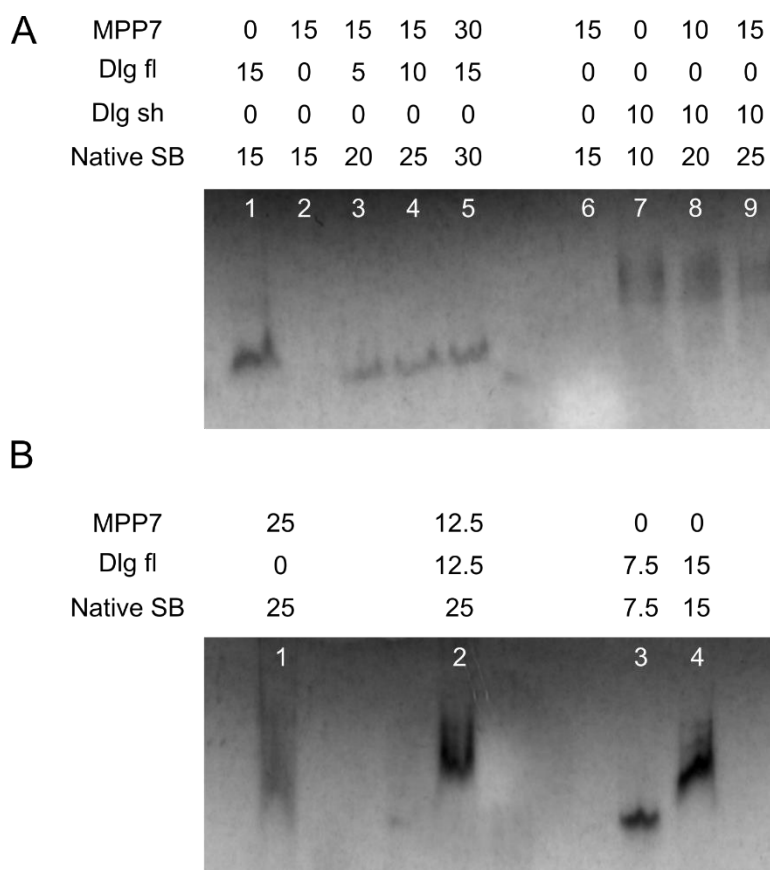 A
MPP7 0 15 15 15 30 15 0 10 15
Dlg fl 15 0 5 10 15 0 0 0 0
Dlg sh 0 0 0 0 0 0 10 10 10
Native SB 15 15 20 25 30 15 10 20 25
1 2 3 4 5 6 7 8 9
B
MPP7 25 12.5 0 0
Dlg fl 0 12.5 7.5 15
Native SB 25 25 7.5 15
1 2 3 4